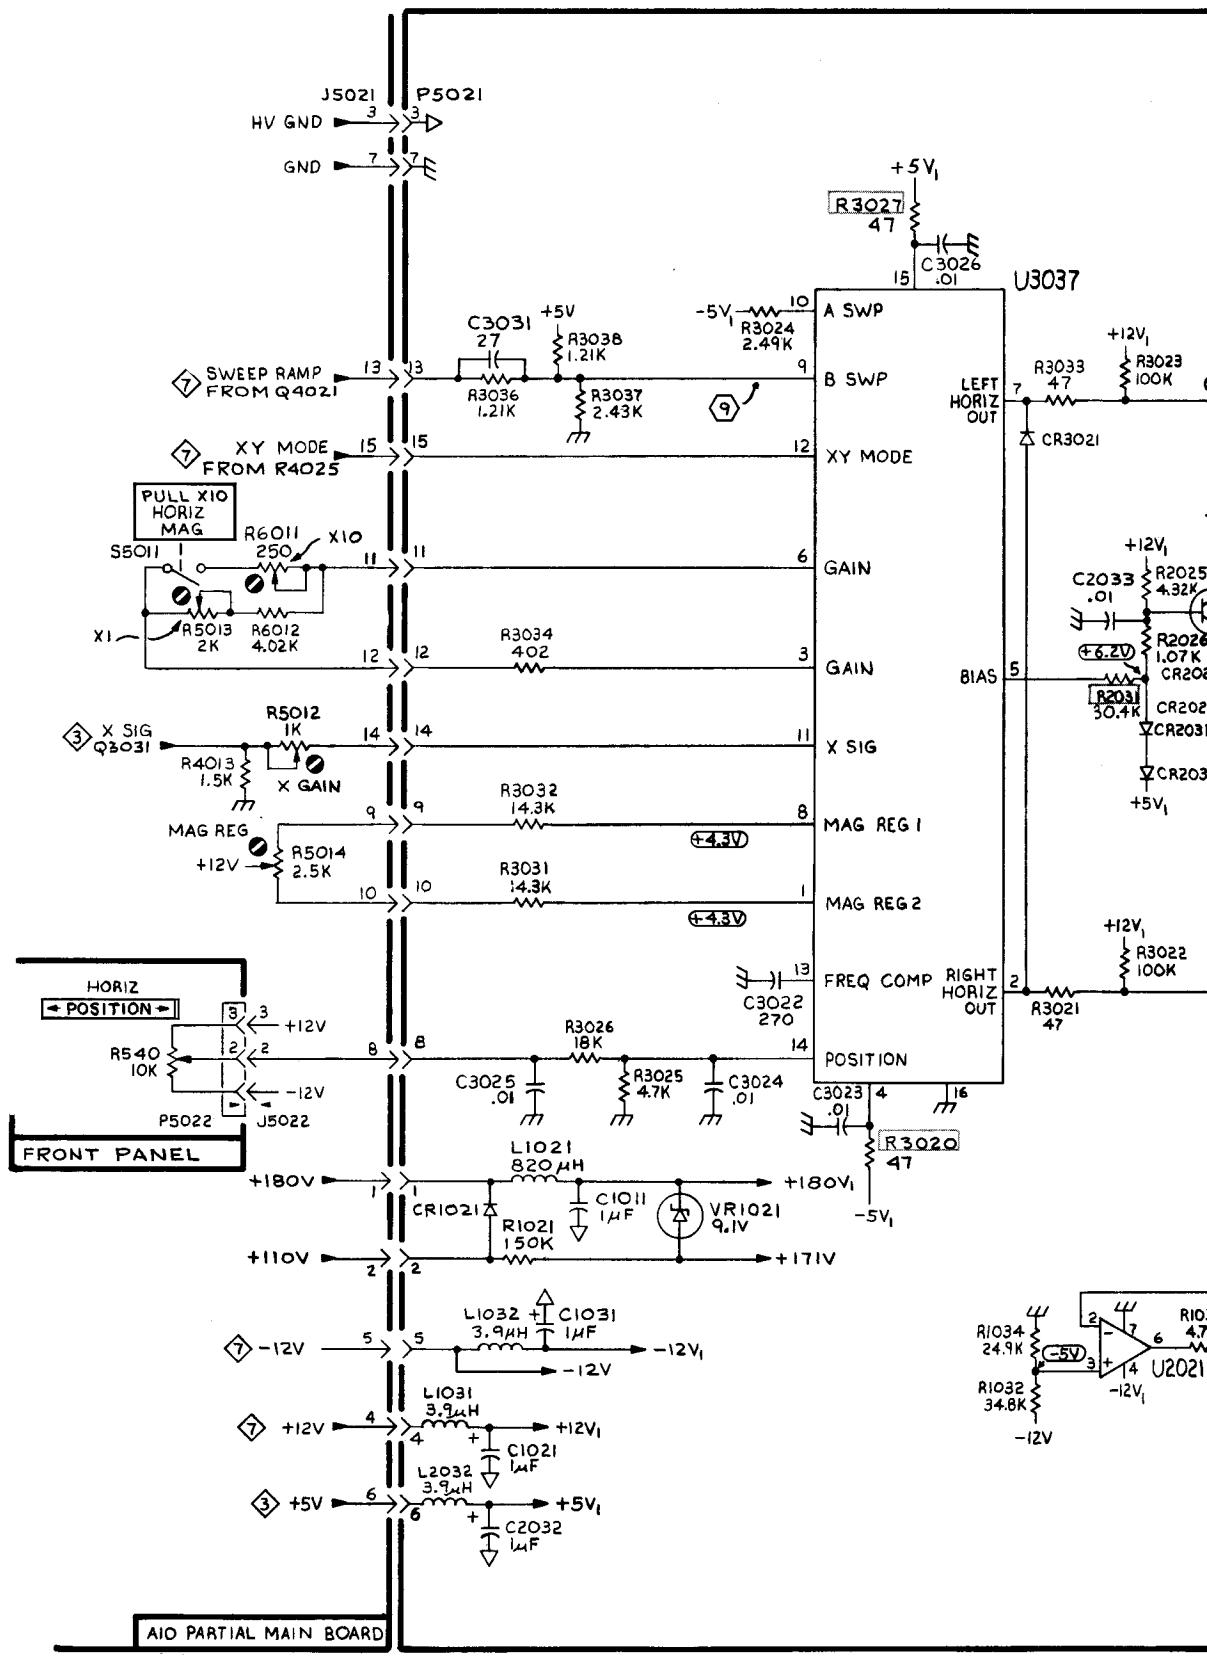 J5021 P5021
HV GND 3 3
GND 7 7
+5V1
R3027
47
C3026
.01
15
U3037
-5V1
R3024
2.49K
10 A SWP
C3031
27
+5V
R3038
1.21K
7 SWEEP RAMP
FROM Q4021
13 13
R3036
1.21K
R3037
2.43K
9
9 B SWP
7 XY MODE
FROM R4025
15 15
12 XY MODE
LEFT
HORIZ
OUT
7
R3033
47
+12V1
R3023
100K
CR3021
PULL X10
HORIZ
MAG
S5011
R6011
250
X10
11 11
6 GAIN
X1
R5013
2K
R6012
4.02K
12 12
R3034
402
3 GAIN
+12V1
C2033
.01
R2025
4.32K
R2026
1.07K
+6.2V
BIAS 5
R2031
30.4K
CR2031
+5V1
3 X SIG
Q3031
R4013
1.5K
R5012
1K
X GAIN
14 14
11 X SIG
MAG REG
+12V
R5014
2.5K
9 9
R3032
14.3K
+4.3V
8 MAG REG 1
10 10
R3031
14.3K
+4.3V
1 MAG REG 2
C3022
270
13 FREQ COMP
RIGHT
HORIZ
OUT
2
R3021
47
+12V1
R3022
100K
HORIZ
POSITION
R540
10K
3 3 +12V
2 2
-12V
P5022 J5022
FRONT PANEL
8 8
C3025
.01
R3026
18K
R3025
4.7K
C3024
.01
14 POSITION
C3023
.01
4
16
R3020
47
-5V1
+180V 1 1
L1021
820 µH
CR1021
C1011
1µF
VR1021
9.1V
+180V1
+110V 2 2
R1021
150K
+171V
7 -12V 5 5
L1032
3.9µH
+
C1031
1µF
-12V1
-12V
7 +12V 4 4
L1031
3.9µH
+
C1021
1µF
+12V1
3 +5V 6 6
L2032
3.9µH
+
C2032
1µF
+5V1
R1034
24.9K
-5V
R1032
34.8K
-12V
2 - 7
3 + 4
6
U2021
-12V1
A10 PARTIAL MAIN BOARD